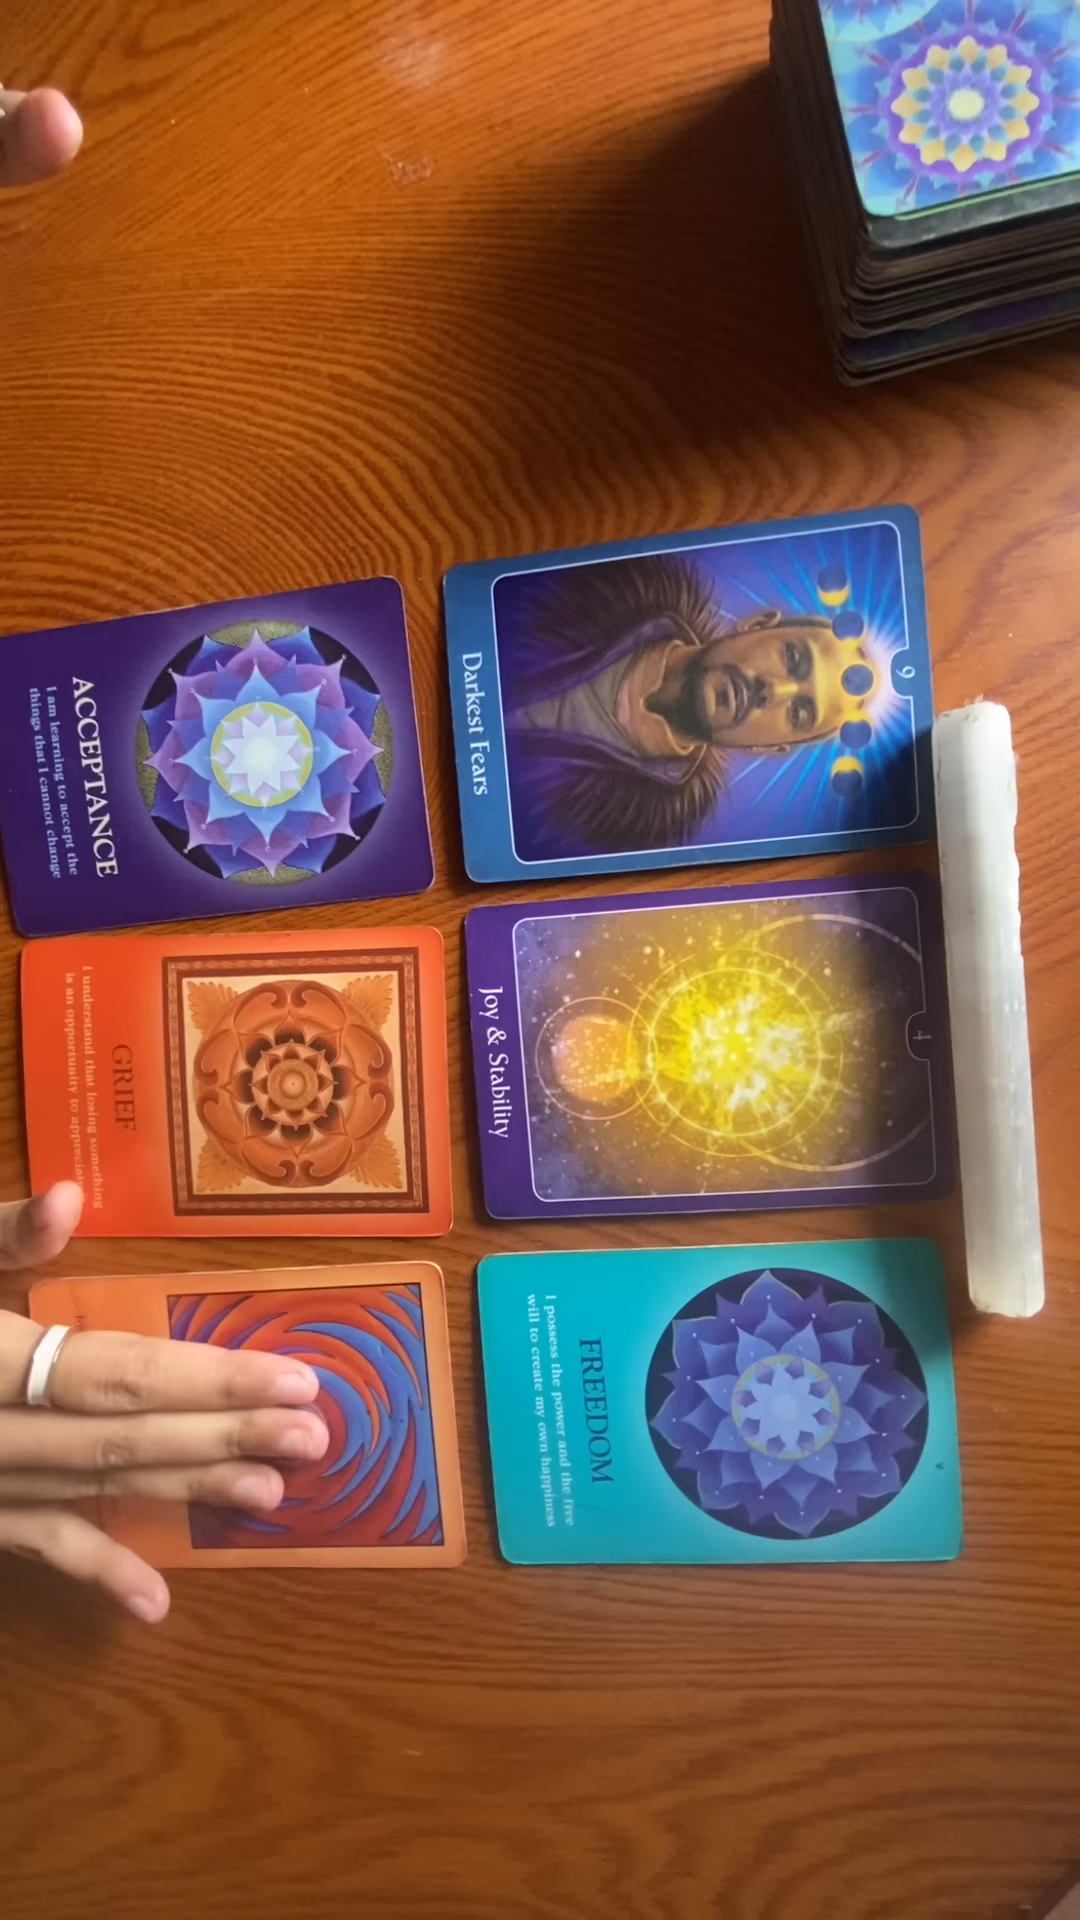 9
Darkest Fears
4
Joy & Stability
FREEDOM
I possess the power and the free
will to create my own happiness
ACCEPTANCE
I am learning to accept the
things that I cannot change
GRIEF
I understand that losing something
is an opportunity to appreciate